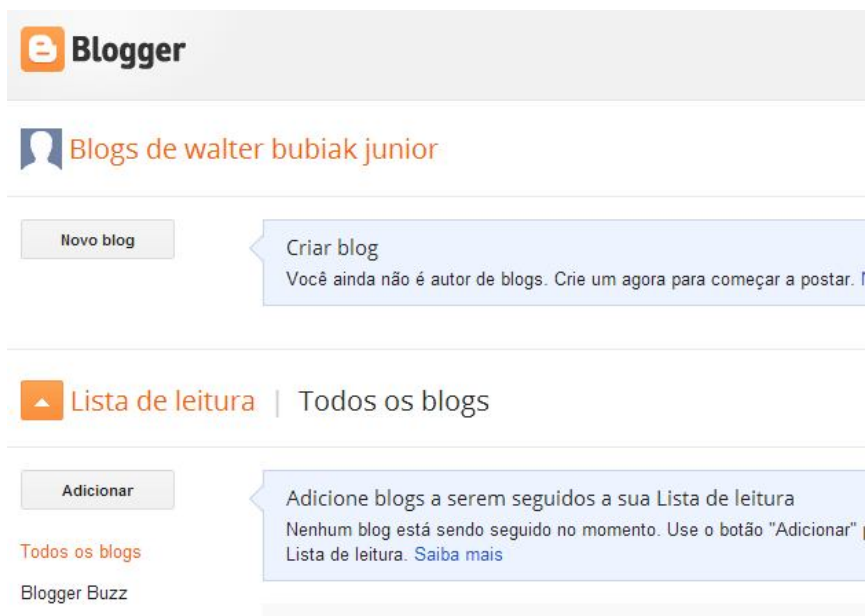 Blogger
Blogs de walter bubiak junior
Novo blog
Criar blog
Você ainda não é autor de blogs. Crie um agora para começar a postar.
Lista de leitura | Todos os blogs
Adicionar
Adicione blogs a serem seguidos a sua Lista de leitura
Nenhum blog está sendo seguido no momento. Use o botão "Adicionar"
Lista de leitura. Saiba mais
Todos os blogs
Blogger Buzz